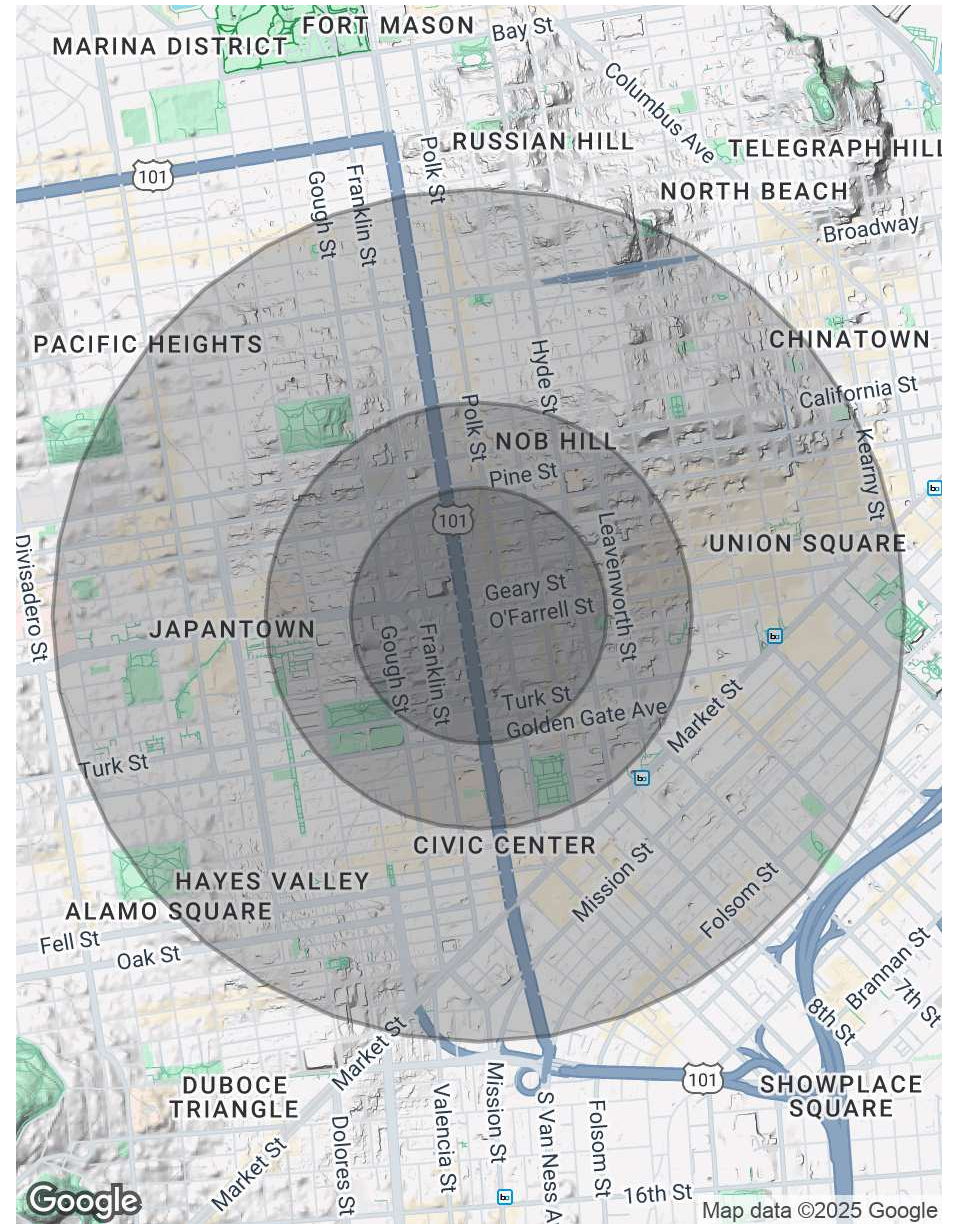 FORT MASON
MARINA DISTRICT
Bay St
Columbus Ave
RUSSIAN HILL
TELEGRAPH HILL
101
Polk St
Franklin St
Gough St
NORTH BEACH
Broadway
PACIFIC HEIGHTS
CHINATOWN
Hyde St
California St
Polk St
NOB HILL
Kearny St
Pine St
101
Leavenworth St
UNION SQUARE
Divisadero St
Geary St
O'Farrell St
JAPANTOWN
Gough St
Franklin St
Turk St
Golden Gate Ave
Market St
Turk St
CIVIC CENTER
Mission St
HAYES VALLEY
Folsom St
ALAMO SQUARE
Fell St
Oak St
Brannan St
7th St
8th St
Market St
DUBOCE
TRIANGLE
101
SHOWPLACE
SQUARE
Valencia St
Mission St
S Van Ness A
Folsom St
Dolores St
Market St
16th St
Google
Map data ©2025 Google